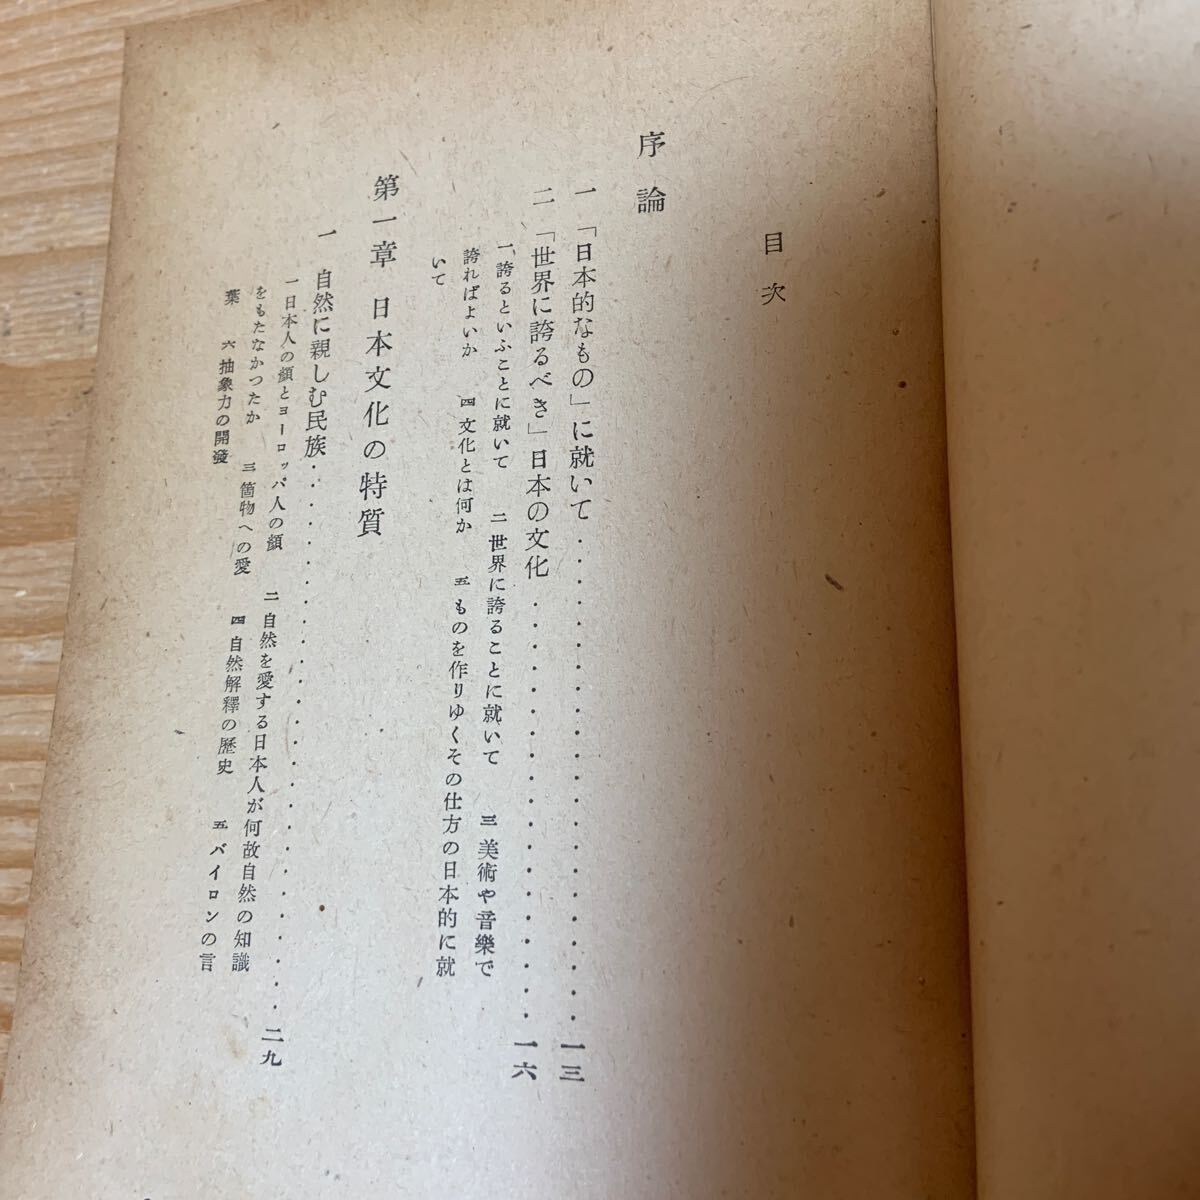 目次
序論
一「日本的なもの」に就いて・・・・・・・・・・・・・・・・・・・・・・一三
二「世界に誇るべき」日本の文化・・・・・・・・・・・・・・・・・・・一六
一、誇るといふことに就いて 二 世界に誇ることに就いて 三 美術や音樂で
誇ればよいか 四 文化とは何か 五 ものを作りゆくその仕方の日本的に就
いて
第一章 日本文化の特質
一 自然に親しむ民族・・・・・・・・・・・・・・・・・・・・・・・・二九
一 日本人の顏とヨーロッパ人の顏 二 自然を愛する日本人が何故自然の知識
をもたなかつたか 三 箇物への愛 四 自然解釋の歷史 五 バイロンの言
葉 六 抽象力の開發